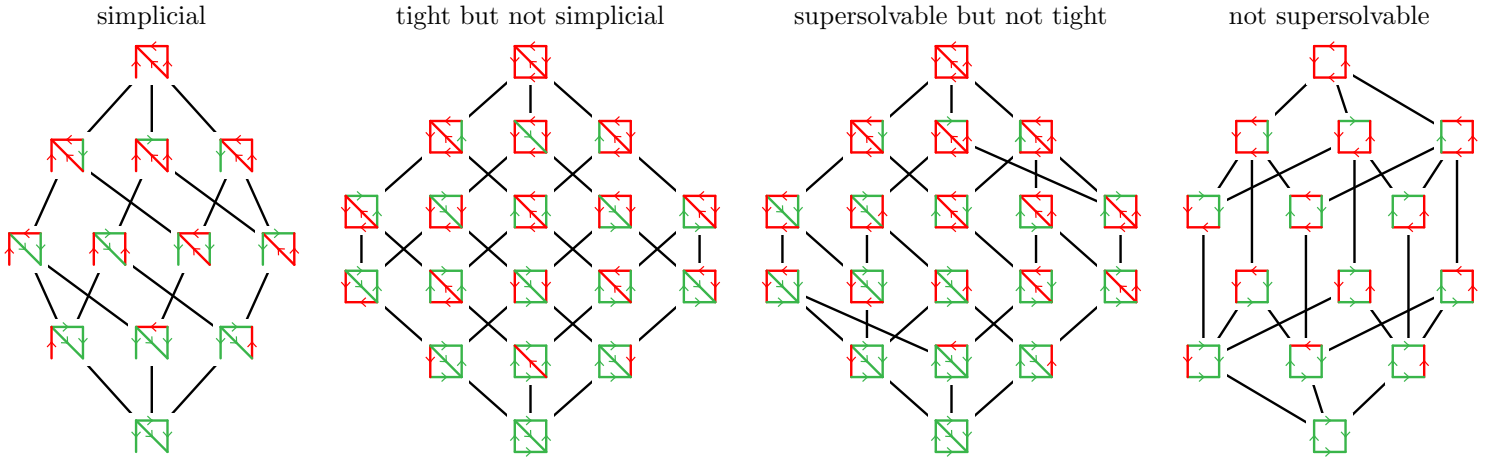 simplicial
tight but not simplicial
supersolvable but not tight
not supersolvable